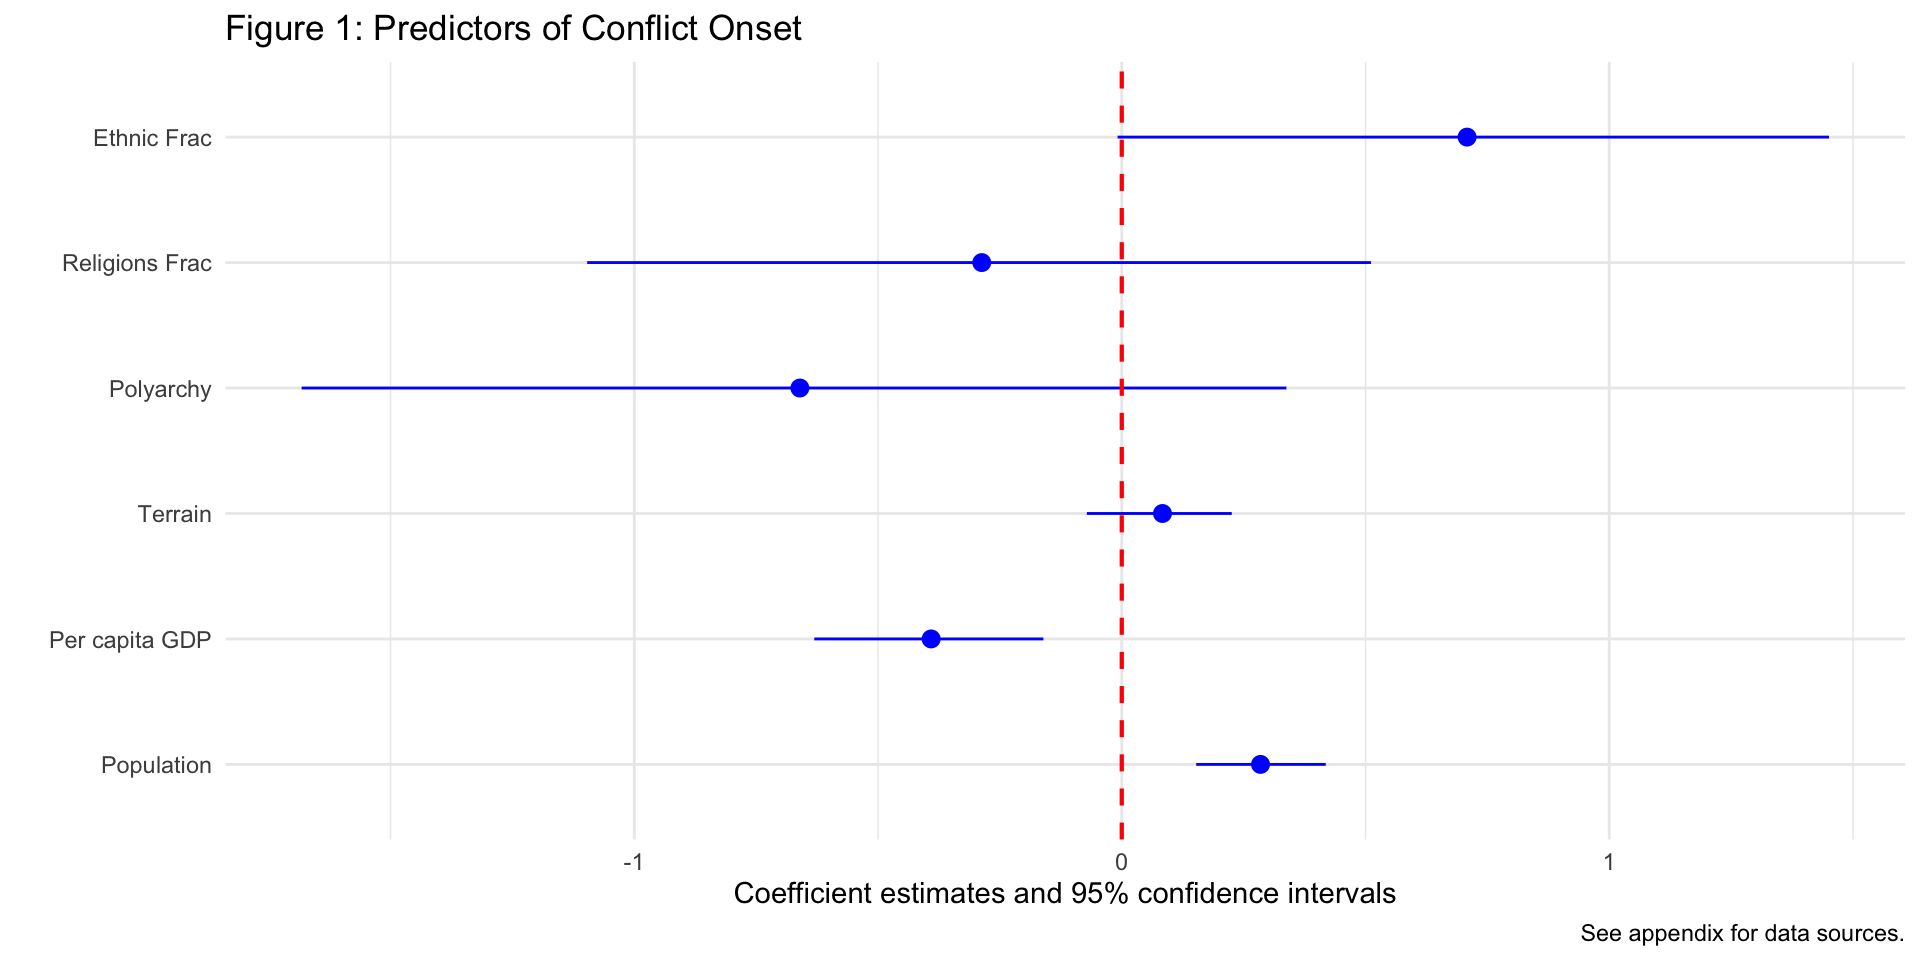 Figure 1: Predictors of Conflict Onset
Ethnic Frac
Religions Frac
Polyarchy
Terrain
Per capita GDP
Population
-1
0
1
Coefficient estimates and 95% confidence intervals
See appendix for data sources.